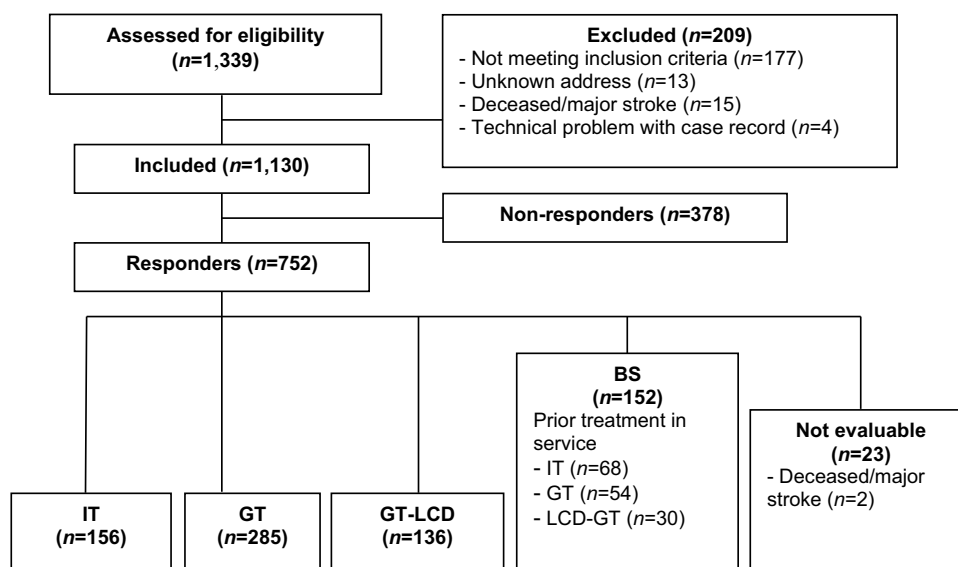 Assessed for eligibility
(n=1,339)
Excluded (n=209)
- Not meeting inclusion criteria (n=177)
- Unknown address (n=13)
- Deceased/major stroke (n=15)
- Technical problem with case record (n=4)
Included (n=1,130)
Non-responders (n=378)
Responders (n=752)
IT
(n=156)
GT
(n=285)
GT-LCD
(n=136)
BS
(n=152)
Prior treatment in
service
- IT (n=68)
- GT (n=54)
- LCD-GT (n=30)
Not evaluable
(n=23)
- Deceased/major
stroke (n=2)